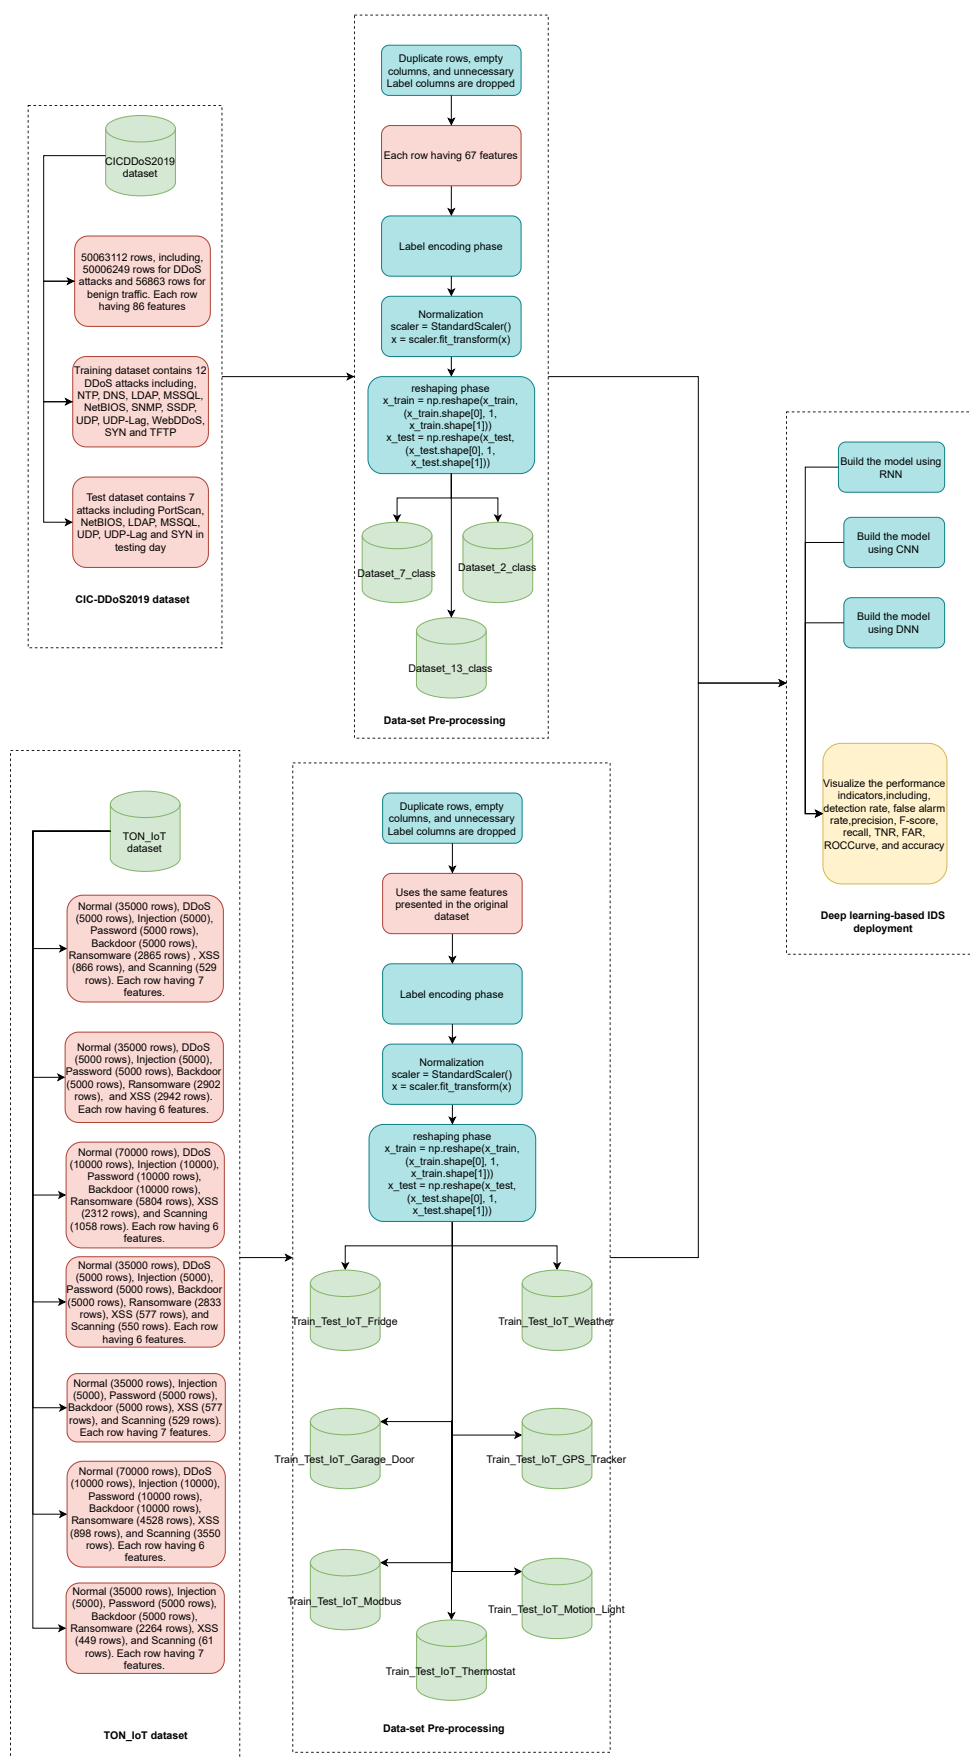 CICDDoS2019
dataset
50063112 rows, including,
50006249 rows for DDoS
attacks and 56863 rows for
benign traffic. Each row
having 86 features
Training dataset contains 12
DDoS attacks including,
NTP, DNS, LDAP, MSSQL,
NetBIOS, SNMP, SSDP,
UDP, UDP-Lag, WebDDoS,
SYN and TFTP
Test dataset contains 7
attacks including PortScan,
NetBIOS, LDAP, MSSQL,
UDP, UDP-Lag and SYN in
testing day
CIC-DDoS2019 dataset
Duplicate rows, empty
columns, and unnecessary
Label columns are dropped
Each row having 67 features
Label encoding phase
Normalization
scaler = StandardScaler()
x = scaler.fit_transform(x)
reshaping phase
x_train = np.reshape(x_train,
(x_train.shape[0], 1,
x_train.shape[1]))
x_test = np.reshape(x_test,
(x_test.shape[0], 1,
x_test.shape[1]))
Dataset_7_class
Dataset_2_class
Dataset_13_class
Data-set Pre-processing
Build the model using
RNN
Build the model
using CNN
Build the model
using DNN
Visualize the performance
indicators,including,
detection rate, false alarm
rate,precision, F-score,
recall, TNR, FAR,
ROCCurve, and accuracy
Deep learning-based IDS
deployment
TON_IoT
dataset
Normal (35000 rows), DDoS
(5000 rows), Injection (5000),
Password (5000 rows),
Backdoor (5000 rows),
Ransomware (2865 rows) , XSS
(866 rows), and Scanning (529
rows). Each row having 7
features.
Normal (35000 rows), DDoS
(5000 rows), Injection (5000),
Password (5000 rows), Backdoor
(5000 rows), Ransomware (2902
rows), and XSS (2942 rows).
Each row having 6 features.
Normal (70000 rows), DDoS
(10000 rows), Injection (10000),
Password (10000 rows),
Backdoor (10000 rows),
Ransomware (5804 rows), XSS
(2312 rows), and Scanning
(1058 rows). Each row having 6
features.
Normal (35000 rows), DDoS
(5000 rows), Injection (5000),
Password (5000 rows), Backdoor
(5000 rows), Ransomware (2833
rows), XSS (577 rows), and
Scanning (550 rows). Each row
having 6 features.
Normal (35000 rows), Injection
(5000), Password (5000 rows),
Backdoor (5000 rows), XSS (577
rows), and Scanning (529 rows).
Each row having 7 features.
Normal (70000 rows), DDoS
(10000 rows), Injection (10000),
Password (10000 rows),
Backdoor (10000 rows),
Ransomware (4528 rows), XSS
(898 rows), and Scanning (3550
rows). Each row having 6
features.
Normal (35000 rows), Injection
(5000), Password (5000 rows),
Backdoor (5000 rows),
Ransomware (2264 rows), XSS
(449 rows), and Scanning (61
rows). Each row having 7
features.
TON_IoT dataset
Duplicate rows, empty
columns, and unnecessary
Label columns are dropped
Uses the same features
presented in the original
dataset
Label encoding phase
Normalization
scaler = StandardScaler()
x = scaler.fit_transform(x)
reshaping phase
x_train = np.reshape(x_train,
(x_train.shape[0], 1,
x_train.shape[1]))
x_test = np.reshape(x_test,
(x_test.shape[0], 1,
x_test.shape[1]))
Train_Test_IoT_Fridge
Train_Test_IoT_Weather
Train_Test_IoT_Garage_Door
Train_Test_IoT_GPS_Tracker
Train_Test_IoT_Modbus
Train_Test_IoT_Motion_Light
Train_Test_IoT_Thermostat
Data-set Pre-processing